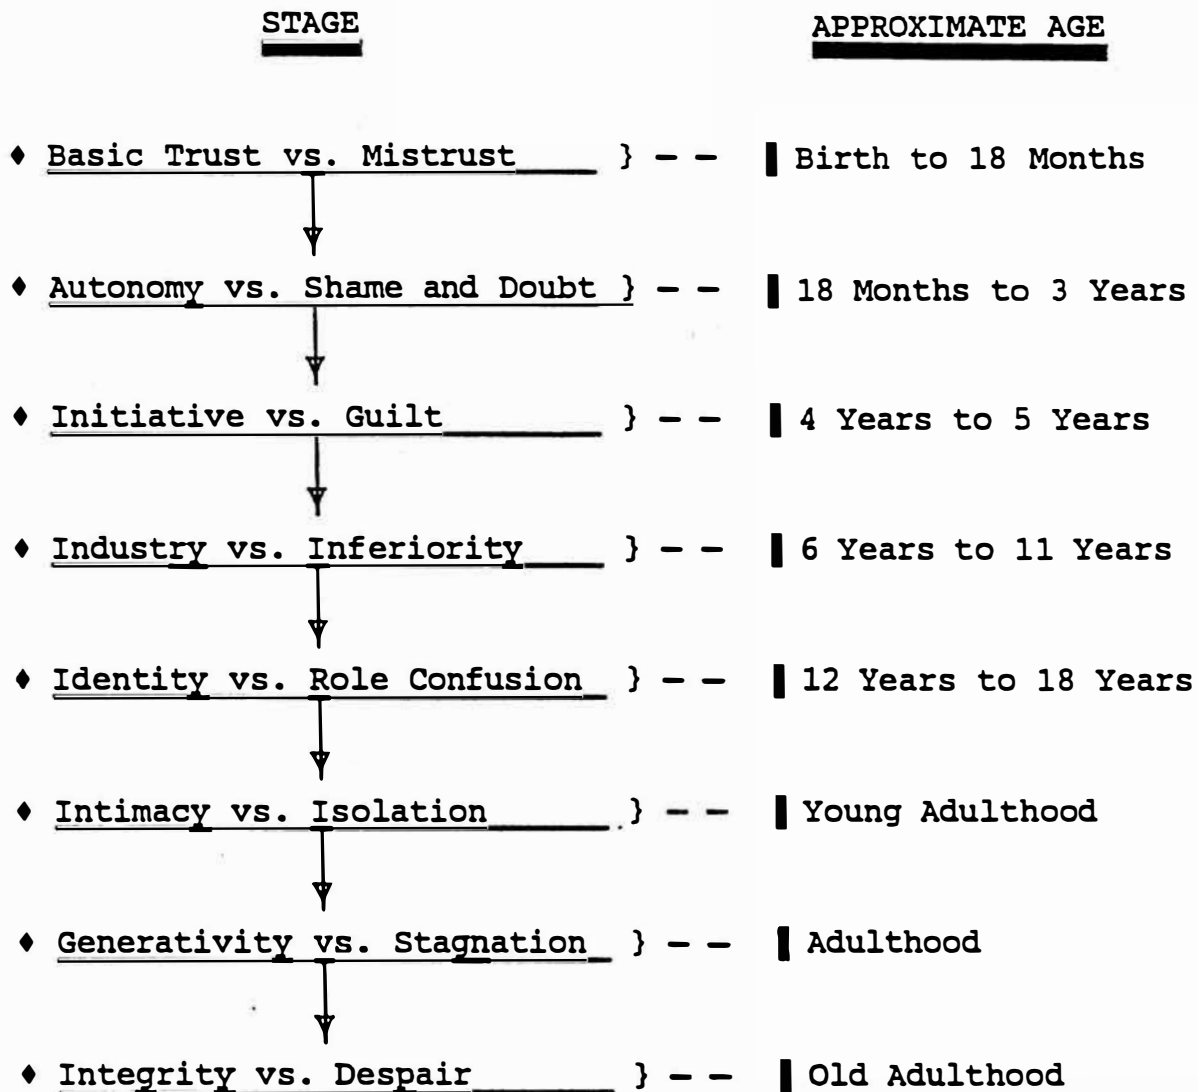 STAGE APPROXIMATE AGE
♦ Basic Trust vs. Mistrust } -- Birth to 18 Months
♦ Autonomy vs. Shame and Doubt } -- 18 Months to 3 Years
♦ Initiative vs. Guilt } -- 4 Years to 5 Years
♦ Industry vs. Inferiority } -- 6 Years to 11 Years
♦ Identity vs. Role Confusion } -- 12 Years to 18 Years
♦ Intimacy vs. Isolation } -- Young Adulthood
♦ Generativity vs. Stagnation } -- Adulthood
♦ Integrity vs. Despair } -- Old Adulthood